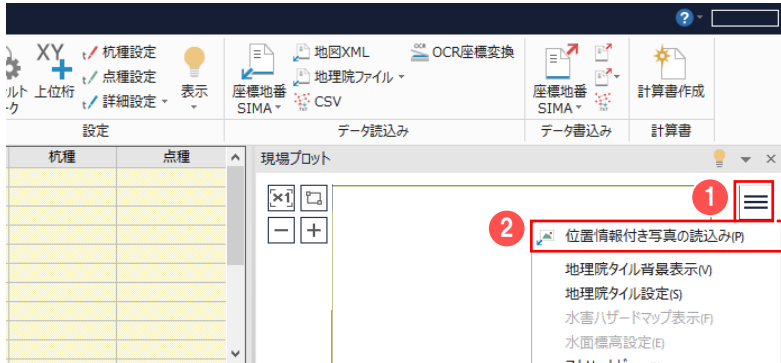 ?
XY
上位桁
杭種設定
点種設定
詳細設定
表示
設定
座標地番
SIMA
地図XML
地理院ファイル
CSV
OCR座標変換
データ読込み
座標地番
SIMA
データ書込み
計算書作成
計算書
杭種 点種
現場プロット
×1
1
2
位置情報付き写真の読込み(P)
地理院タイル背景表示(V)
地理院タイル設定(S)
水害ハザードマップ表示(F)
水面標高設定(E)